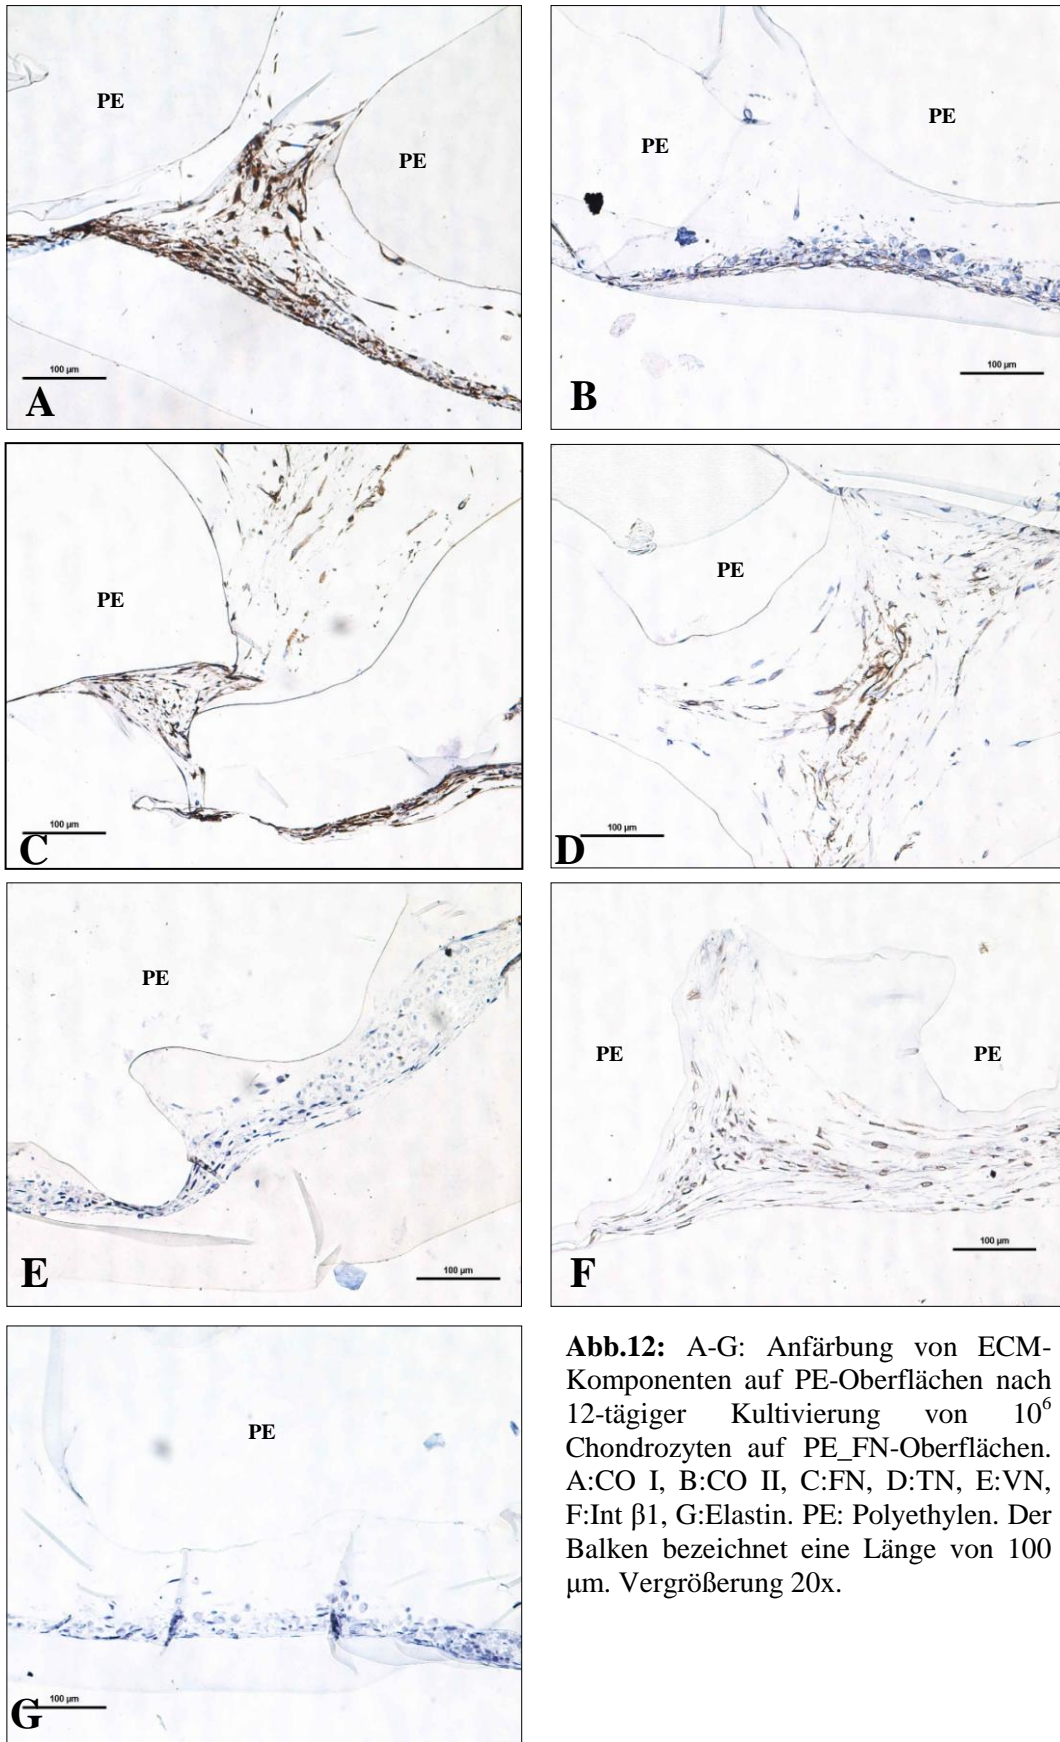 PE
PE
100 µm
A
PE
PE
100 µm
B
PE
100 µm
C
PE
100 µm
D
PE
100 µm
E
PE
PE
100 µm
F
PE
100 µm
G
Abb.12: A-G: Anfärbung von ECM-
Komponenten auf PE-Oberflächen nach
12-tägiger Kultivierung von 10⁶
Chondrozyten auf PE_FN-Oberflächen.
A:CO I, B:CO II, C:FN, D:TN, E:VN,
F:Int β1, G:Elastin. PE: Polyethylen. Der
Balken bezeichnet eine Länge von 100
µm. Vergrößerung 20x.